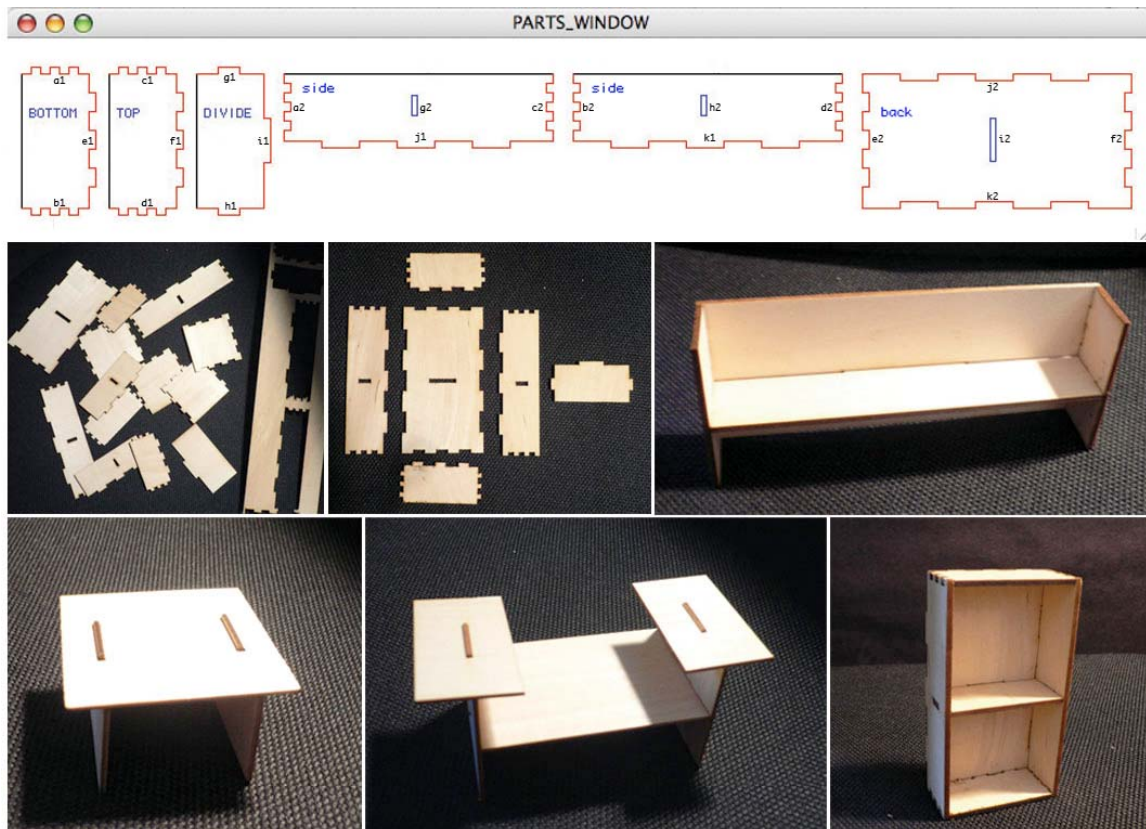 PARTS_WINDOW
a1 c1 g1 j2
side side
BOTTOM TOP DIVIDE a2 g2 c2 b2 h2 d2 back
e1 f1 i1 j1 k1 e2 i2 f2
b1 d1 h1 k2